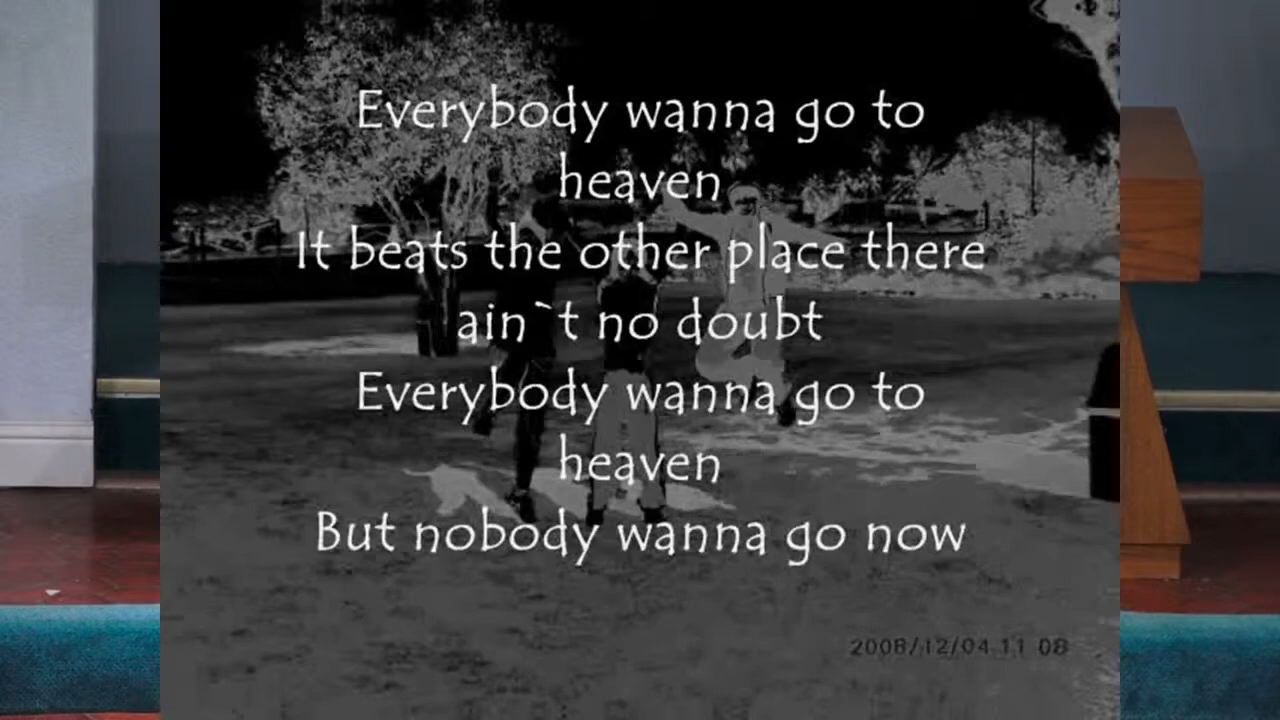 Everybody wanna go to
heaven
It beats the other place there
ain`t no doubt
Everybody wanna go to
heaven
But nobody wanna go now
2008/12/04 11 08